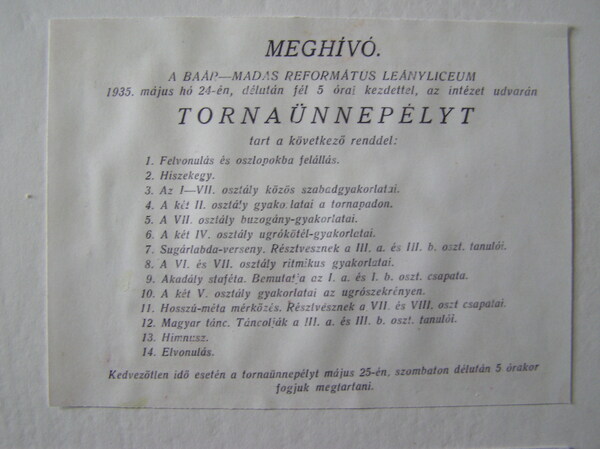 MEGHÍVÓ.
A BAÁR—MADAS REFORMÁTUS LEÁNYLICEUM
1935. május hó 24-én, délután fél 5 órai kezdettel, az intézet udvarán
TORNAÜNNEPÉLYT
tart a következő renddel:
1. Felvonulás és oszlopokba felállás.
2. Hiszekegy.
3. Az I—VII. osztály közös szabadgyakorlatai.
4. A két II. osztály gyakorlatai a tornapadon.
5. A VII. osztály buzogány-gyakorlatai.
6. A két IV. osztály ugrókötél-gyakorlatai.
7. Sugárlabda-verseny. Résztvesznek a III. a. és III. b. oszt. tanulói.
8. A VI. és VII. osztály ritmikus gyakorlatai.
9. Akadály staféta. Bemutatja az I. a. és I. b. oszt. csapata.
10. A két V. osztály gyakorlatai az ugrószekrényen.
11. Hosszú-méta mérkőzés. Résztvesznek a VII. és VIII. oszt csapatai.
12. Magyar tánc. Táncolják a III. a. és III. b. oszt. tanulói.
13. Himnusz.
14. Elvonulás.
Kedvezőtlen idő esetén a tornaünnepélyt május 25-én, szombaton délután 5 órakor
fogjuk megtartani.